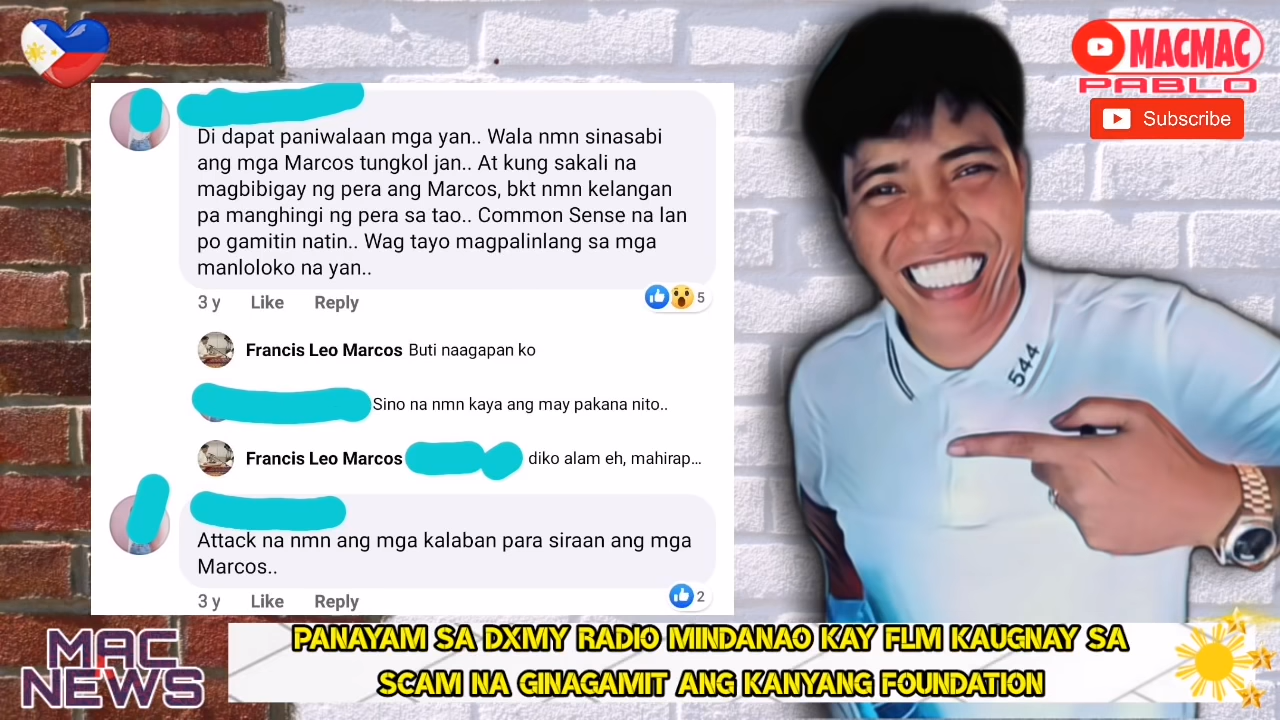 MACMAC
PABLO
Subscribe
Di dapat paniwalaan mga yan.. Wala nmn sinasabi
ang mga Marcos tungkol jan.. At kung sakali na
magbibigay ng pera ang Marcos, bkt nmn kelangan
pa manghingi ng pera sa tao.. Common Sense na lan
po gamitin natin.. Wag tayo magpalinlang sa mga
manloloko na yan..
3 y Like Reply 5
Francis Leo Marcos Buti naagapan ko
Sino na nmn kaya ang may pakana nito..
Francis Leo Marcos diko alam eh, mahirap...
Attack na nmn ang mga kalaban para siraan ang mga
Marcos..
3 y Like Reply 2
544
MAC
NEWS
PANAYAM SA DXMY RADIO MINDANAO KAY FLM KAUGNAY SA
SCAM NA GINAGAMIT ANG KANYANG FOUNDATION